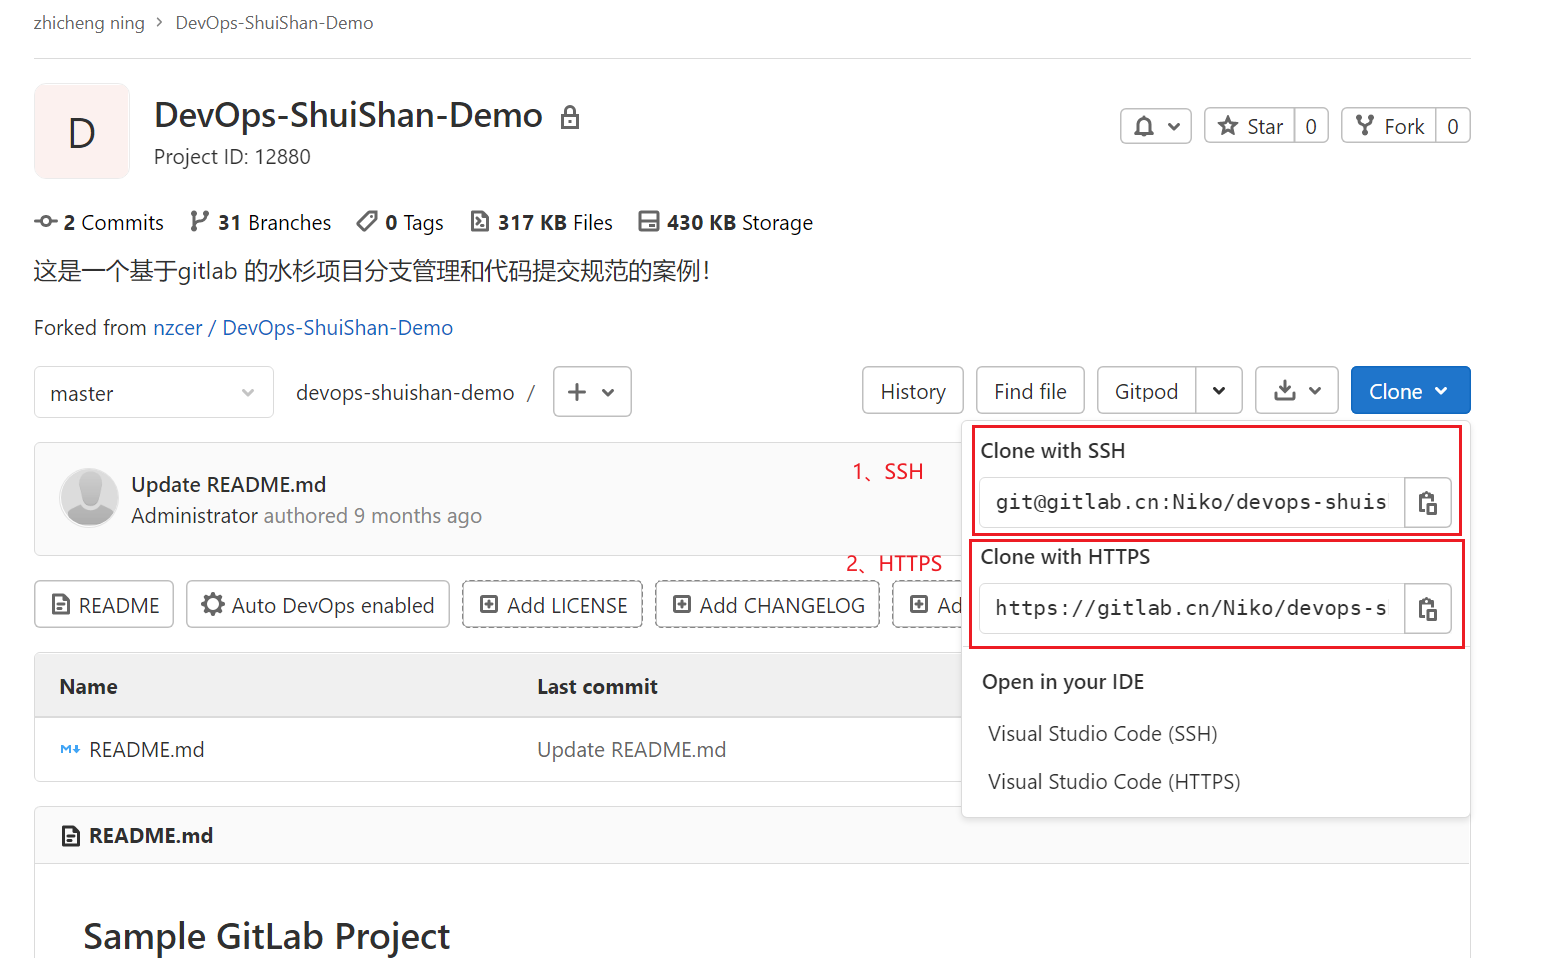 zhicheng ning > DevOps-ShuiShan-Demo
D
DevOps-ShuiShan-Demo
Project ID: 12880
Star 0
Fork 0
2 Commits 31 Branches 0 Tags 317 KB Files 430 KB Storage
这是一个基于gitlab 的水杉项目分支管理和代码提交规范的案例！
Forked from nzcer / DevOps-ShuiShan-Demo
master
devops-shuishan-demo /
History Find file Gitpod Clone
Update README.md
Administrator authored 9 months ago
1、SSH
Clone with SSH
git@gitlab.cn:Niko/devops-shuis
2、HTTPS
Clone with HTTPS
https://gitlab.cn/Niko/devops-s
README Auto DevOps enabled Add LICENSE Add CHANGELOG Ad
Open in your IDE
Visual Studio Code (SSH)
Visual Studio Code (HTTPS)
Name Last commit
README.md Update README.md
README.md
Sample GitLab Project